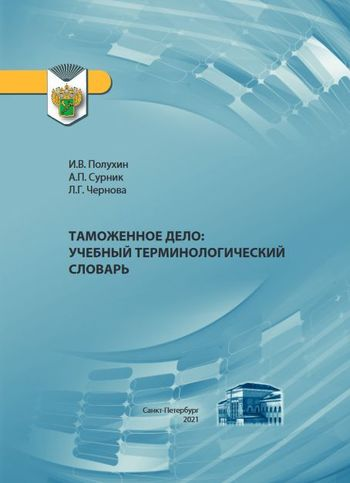 И.В. Полухин
А.П. Сурник
Л.Г. Чернова
ТАМОЖЕННОЕ ДЕЛО:
УЧЕБНЫЙ ТЕРМИНОЛОГИЧЕСКИЙ
СЛОВАРЬ
Санкт-Петербург
2021